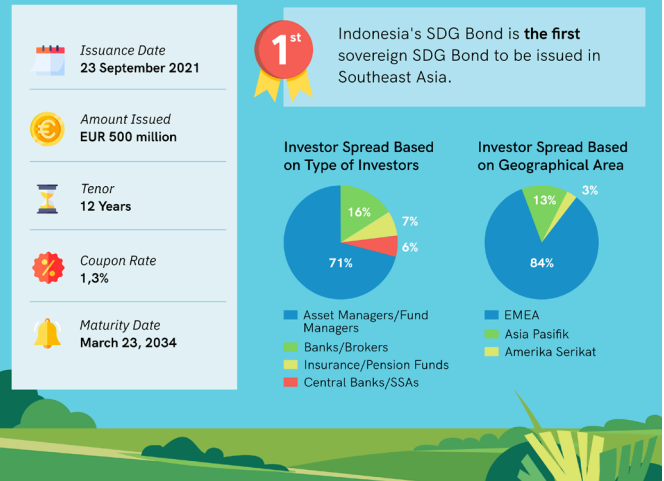 Issuance Date
23 September 2021
Amount Issued
EUR 500 million
Tenor
12 Years
Coupon Rate
1,3%
Maturity Date
March 23, 2034
1st
Indonesia's SDG Bond is the first
sovereign SDG Bond to be issued in
Southeast Asia.
Investor Spread Based
on Type of Investors
16%
7%
6%
71%
Asset Managers/Fund
Managers
Banks/Brokers
Insurance/Pension Funds
Central Banks/SSAs
Investor Spread Based
on Geographical Area
3%
13%
84%
EMEA
Asia Pasifik
Amerika Serikat